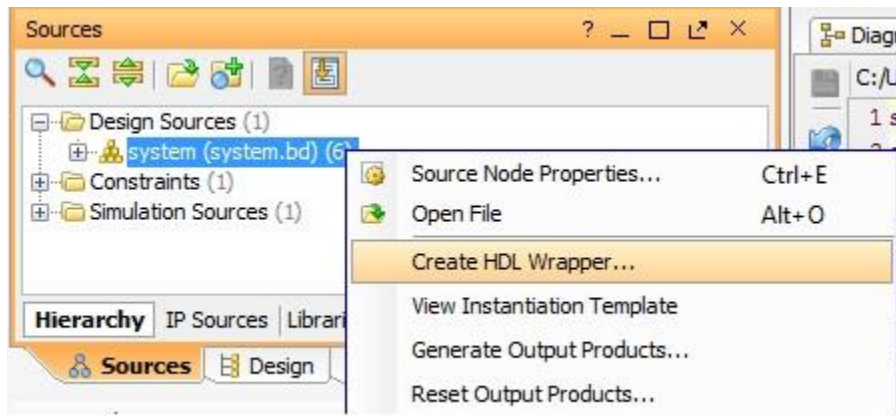 Sources
?
Diagr
C:/U
Design Sources (1)
1 s
system (system.bd) (6)
Constraints (1)
Simulation Sources (1)
Source Node Properties... Ctrl+E
Open File Alt+O
Create HDL Wrapper...
View Instantiation Template
Generate Output Products...
Reset Output Products...
Hierarchy IP Sources Librari
Sources Design